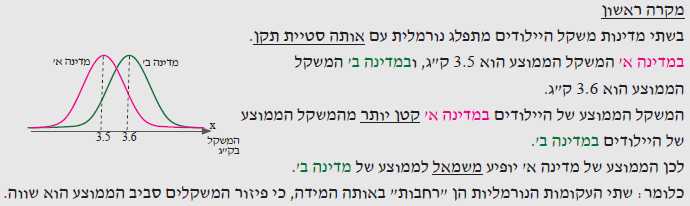 מקרה ראשון
בשתי מדינות משקל היילודים מתפלג נורמלית עם אותה סטיית תקן.
במדינה א׳ המשקל הממוצע הוא 3.5 ק״ג, ובמדינה ב׳ המשקל
הממוצע הוא 3.6 ק״ג.
המשקל הממוצע של היילודים במדינה א׳ קטן יותר מהמשקל הממוצע
של היילודים במדינה ב׳.
לכן הממוצע של מדינה א׳ יופיע משמאל לממוצע של מדינה ב׳.
כלומר: שתי העקומות הנורמליות הן ״רחבות״ באותה המידה, כי פיזור המשקלים סביב הממוצע הוא שווה.
מדינה א׳
מדינה ב׳
3.5
3.6
x
המשקל
בק״ג